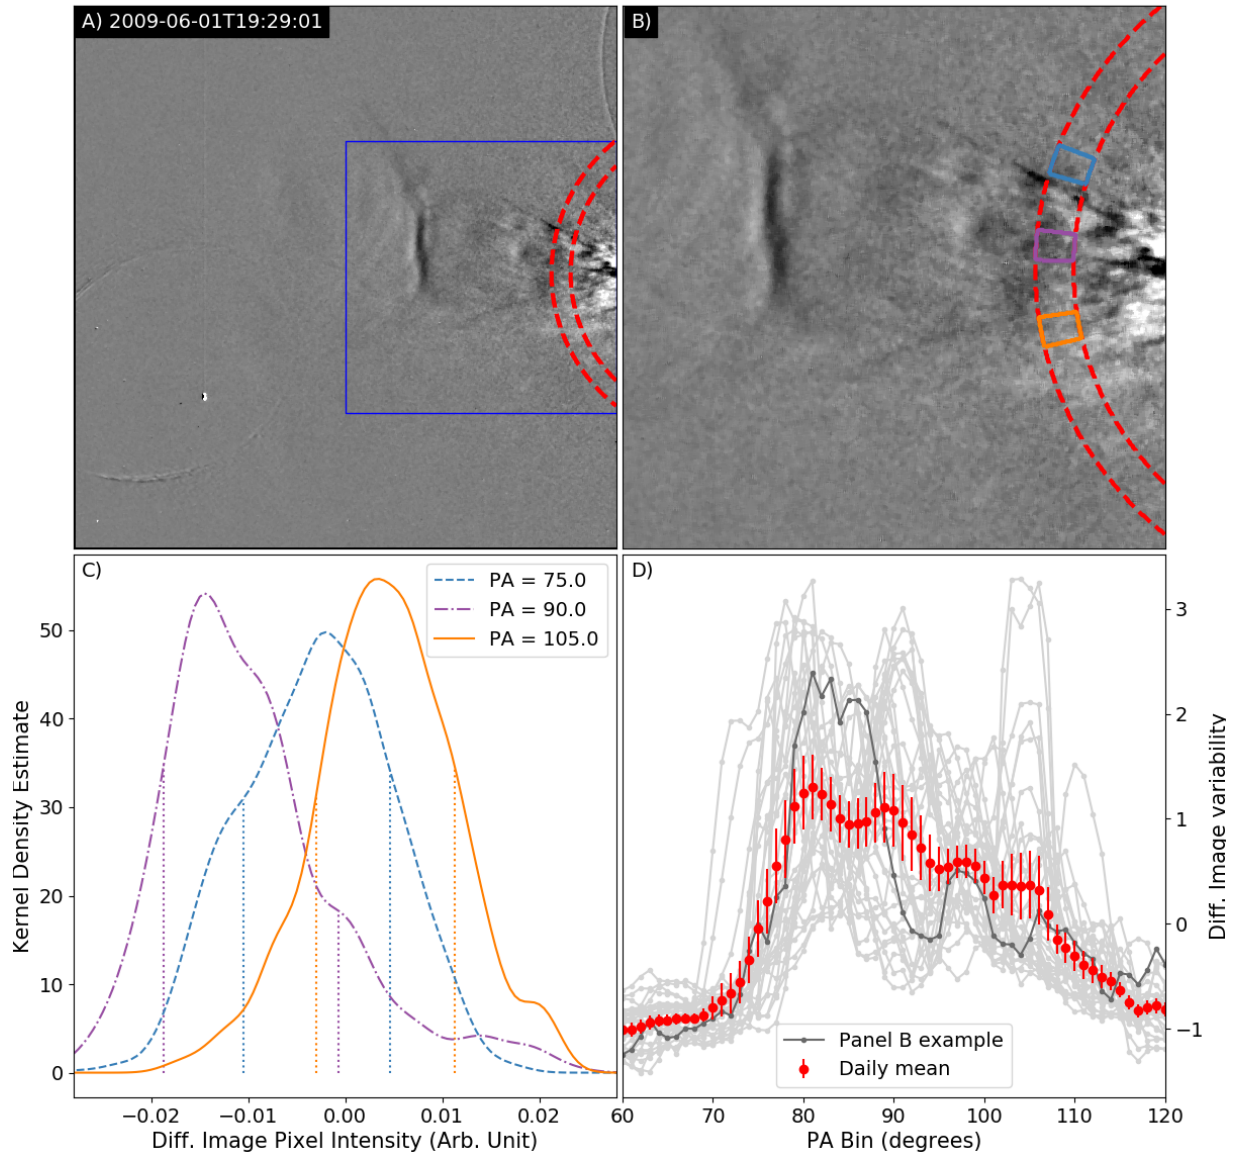 A) 2009-06-01T19:29:01
B)
C)
PA = 75.0
PA = 90.0
PA = 105.0
Kernel Density Estimate
50
40
30
20
10
0
−0.02
−0.01
0.00
0.01
0.02
Diff. Image Pixel Intensity (Arb. Unit)
D)
Panel B example
Daily mean
3
2
1
0
−1
Diff. Image variability
60
70
80
90
100
110
120
PA Bin (degrees)